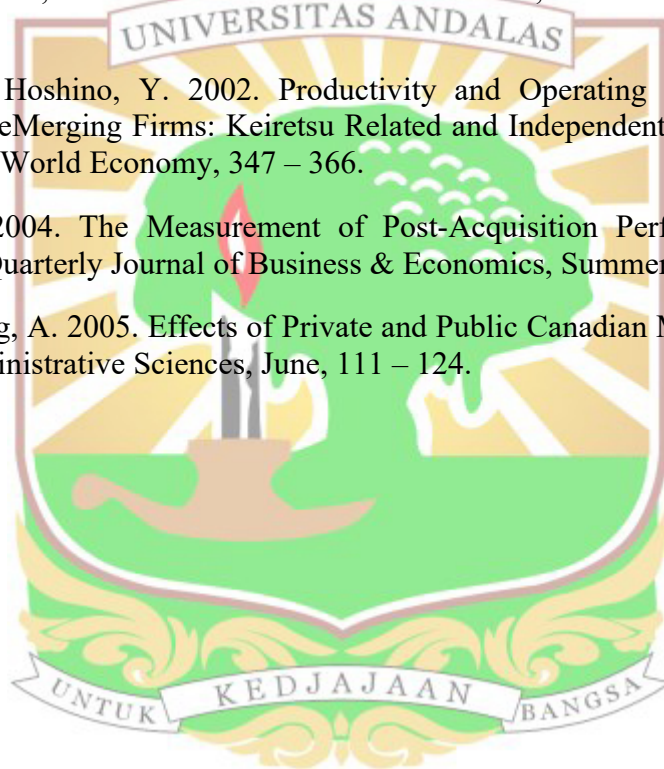 UNIVERSITAS ANDALAS
Hoshino, Y. 2002. Productivity and Operating
eMerging Firms: Keiretsu Related and Independent
World Economy, 347 – 366.
2004. The Measurement of Post-Acquisition Perf
Quarterly Journal of Business & Economics, Summer
g, A. 2005. Effects of Private and Public Canadian M
inistrative Sciences, June, 111 – 124.
UNTUK KEDJAJAAN BANGSA